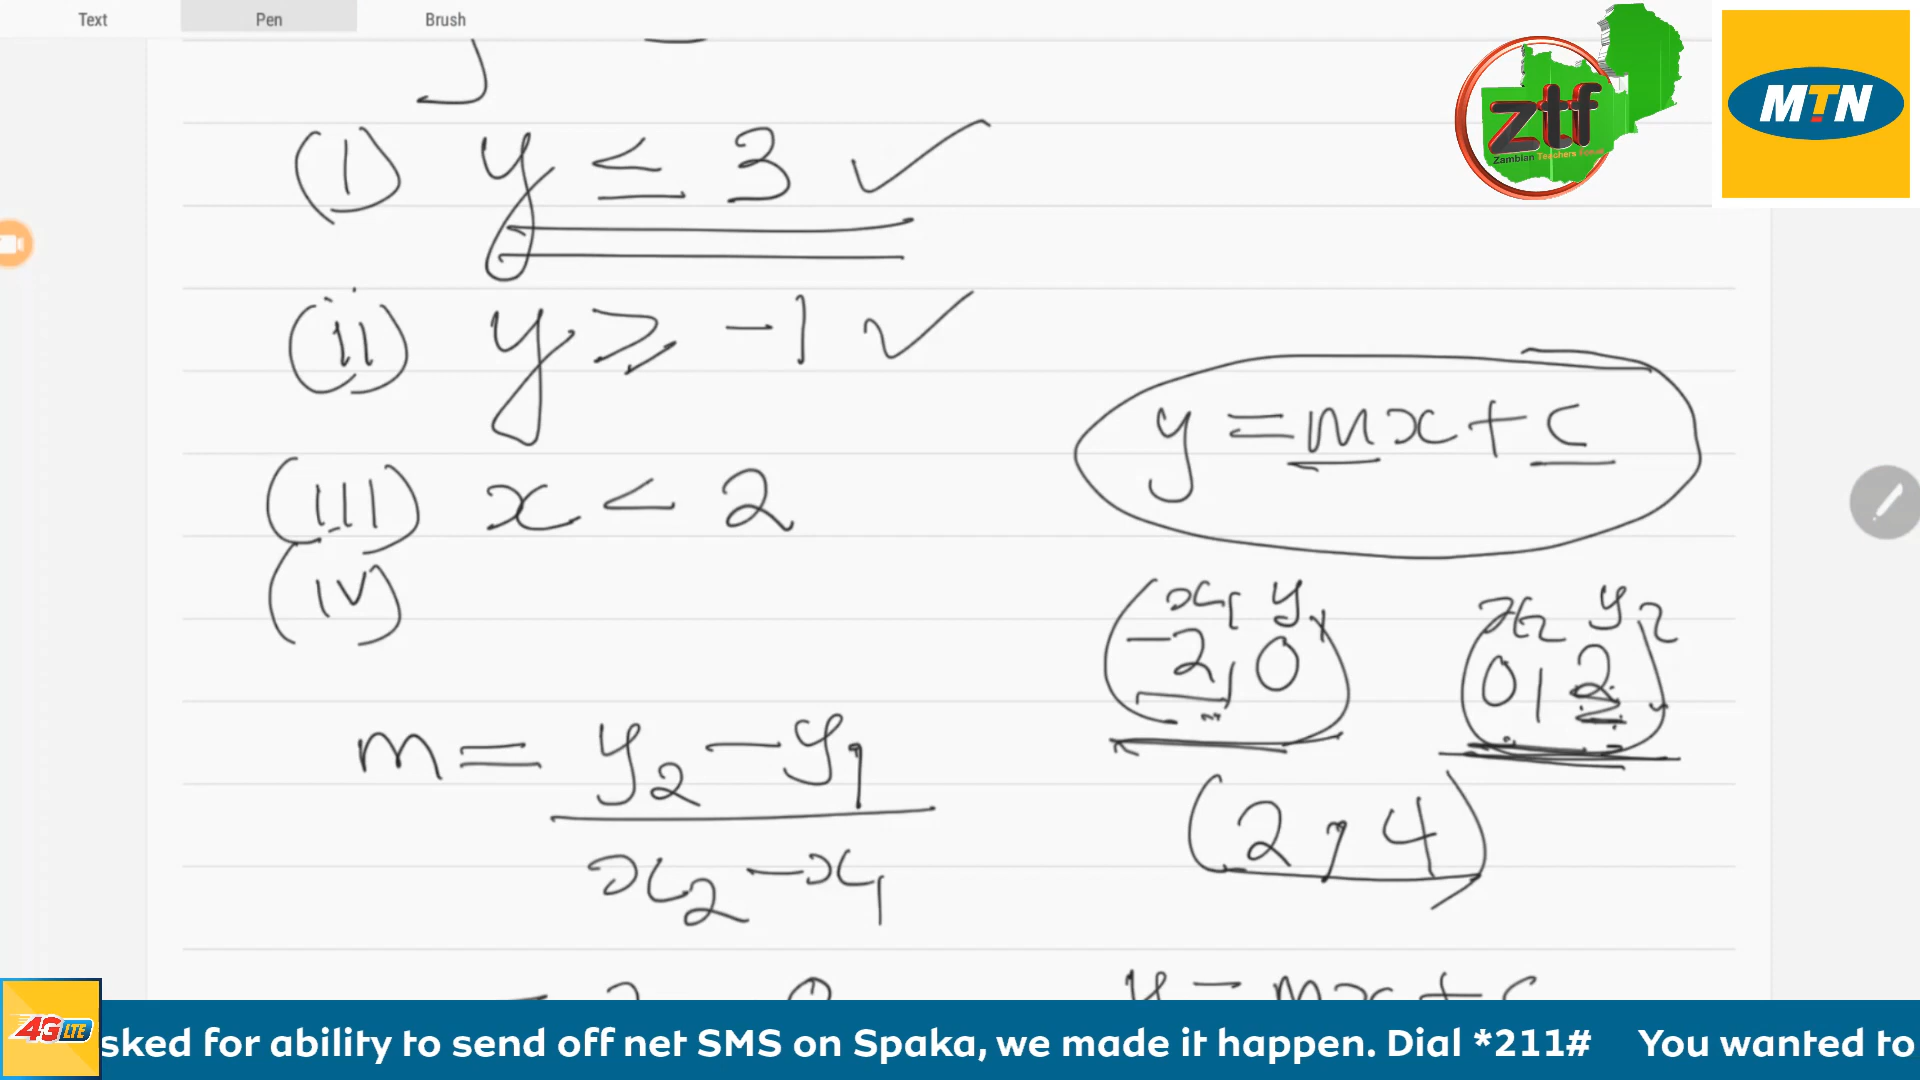 Text Pen Brush
ztf
Zambian Teachers Forum
MTN
(i) y ≤ 3 ✓
(ii) y ⩾ -1 ✓
(iii) x < 2
(iv)
y = mx + c
x₁ y₁
(-2, 0)
x₂ y₂
(0, 2)
(2, 4)
m = y₂ - y₁
x₂ - x₁
y = mx + c
4G LTE
sked for ability to send off net SMS on Spaka, we made it happen. Dial *211# You wanted to